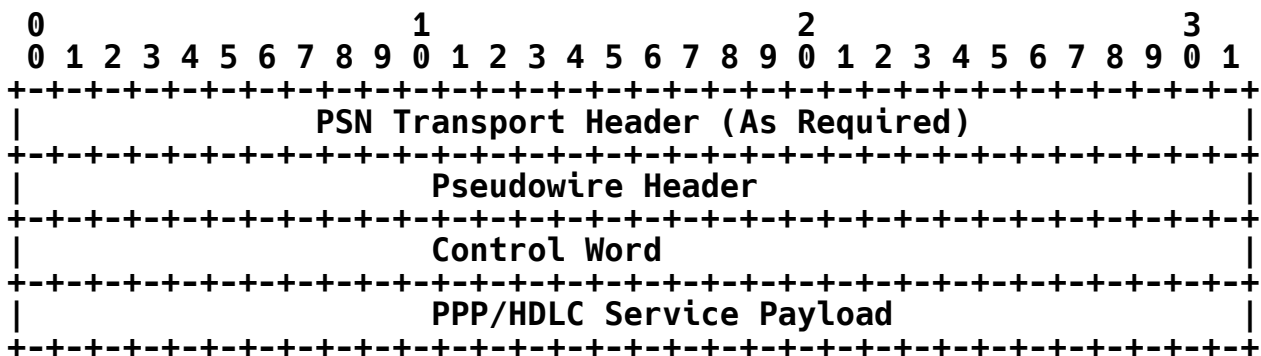 0                   1                   2                   3
 0 1 2 3 4 5 6 7 8 9 0 1 2 3 4 5 6 7 8 9 0 1 2 3 4 5 6 7 8 9 0 1
+-+-+-+-+-+-+-+-+-+-+-+-+-+-+-+-+-+-+-+-+-+-+-+-+-+-+-+-+-+-+-+-+
|               PSN Transport Header (As Required)              |
+-+-+-+-+-+-+-+-+-+-+-+-+-+-+-+-+-+-+-+-+-+-+-+-+-+-+-+-+-+-+-+-+
|                     Pseudowire Header                         |
+-+-+-+-+-+-+-+-+-+-+-+-+-+-+-+-+-+-+-+-+-+-+-+-+-+-+-+-+-+-+-+-+
|                     Control Word                              |
+-+-+-+-+-+-+-+-+-+-+-+-+-+-+-+-+-+-+-+-+-+-+-+-+-+-+-+-+-+-+-+-+
|                     PPP/HDLC Service Payload                  |
+-+-+-+-+-+-+-+-+-+-+-+-+-+-+-+-+-+-+-+-+-+-+-+-+-+-+-+-+-+-+-+-+